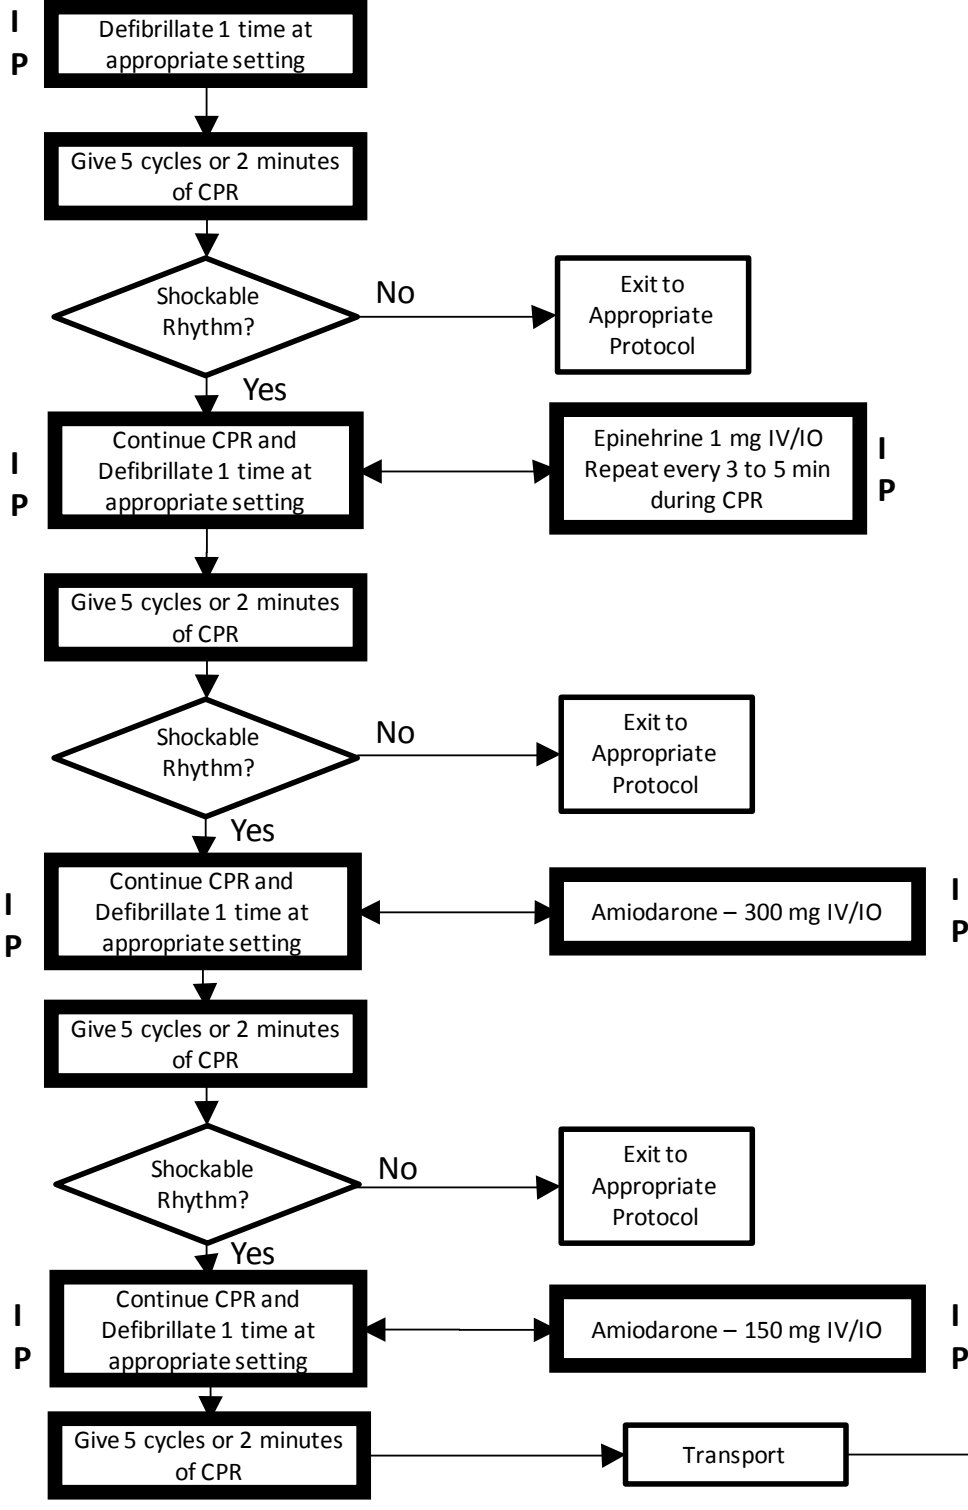 I
P
Defibrillate 1 time at
appropriate setting
Give 5 cycles or 2 minutes
of CPR
Shockable
Rhythm?
No
Exit to
Appropriate
Protocol
Yes
I
P
Continue CPR and
Defibrillate 1 time at
appropriate setting
Epinehrine 1 mg IV/IO
Repeat every 3 to 5 min
during CPR
I
P
Give 5 cycles or 2 minutes
of CPR
Shockable
Rhythm?
No
Exit to
Appropriate
Protocol
Yes
I
P
Continue CPR and
Defibrillate 1 time at
appropriate setting
Amiodarone – 300 mg IV/IO
I
P
Give 5 cycles or 2 minutes
of CPR
Shockable
Rhythm?
No
Exit to
Appropriate
Protocol
Yes
I
P
Continue CPR and
Defibrillate 1 time at
appropriate setting
Amiodarone – 150 mg IV/IO
I
P
Give 5 cycles or 2 minutes
of CPR
Transport